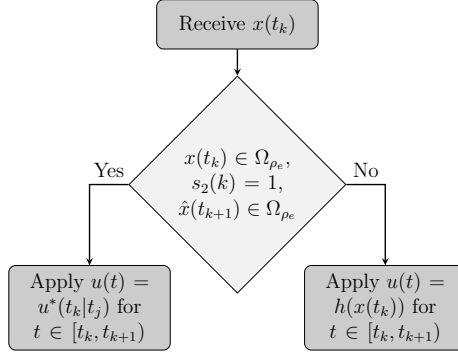 Receive x(t_k)
x(t_k) ∈ Ω_{ρ_e},
s_2(k) = 1,
x̂(t_{k+1}) ∈ Ω_{ρ_e}
Yes
No
Apply u(t) =
u*(t_k|t_j) for
t ∈ [t_k, t_{k+1})
Apply u(t) =
h(x(t_k)) for
t ∈ [t_k, t_{k+1})